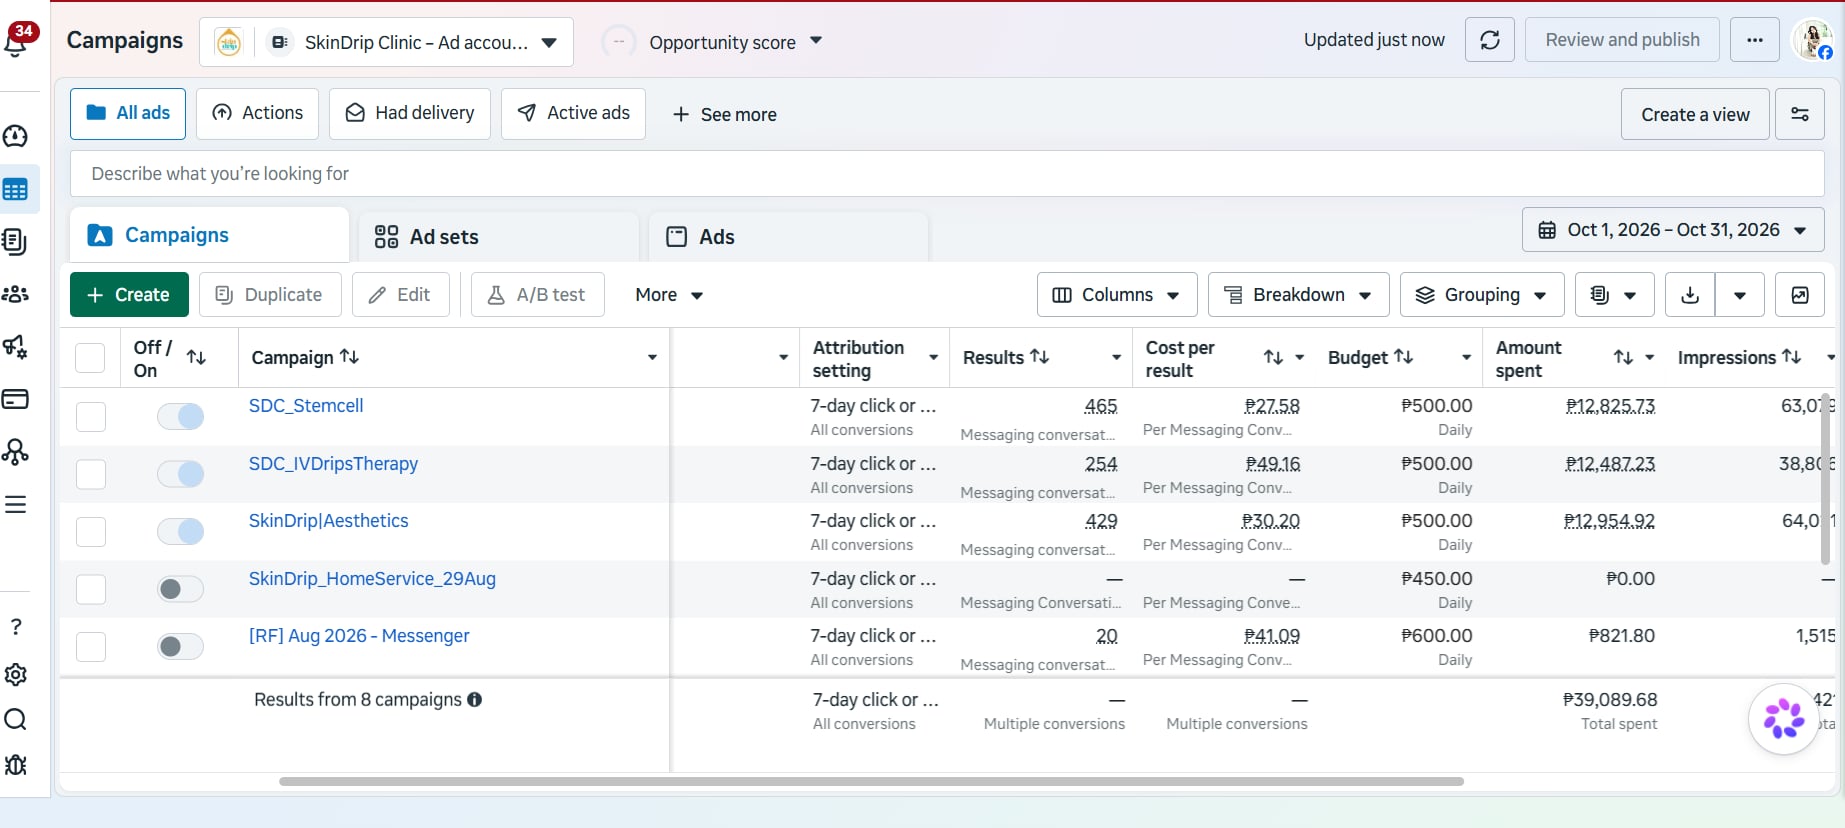 34
Campaigns
SkinDrip Clinic – Ad accou...
--
Opportunity score
Updated just now
Review and publish
All ads
Actions
Had delivery
Active ads
See more
Create a view
Describe what you're looking for
Campaigns
Ad sets
Ads
Oct 1, 2026 – Oct 31, 2026
Create
Duplicate
Edit
A/B test
More
Columns
Breakdown
Grouping
Off / On
Campaign
Attribution setting
Results
Cost per result
Budget
Amount spent
Impressions
SDC_Stemcell
7-day click or ...
465
₱27.58
₱500.00
₱12,825.73
All conversions
Messaging conversat...
Per Messaging Conv...
Daily
SDC_IVDripsTherapy
7-day click or ...
254
₱49.16
₱500.00
₱12,487.23
All conversions
Messaging conversat...
Per Messaging Conv...
Daily
SkinDrip|Aesthetics
7-day click or ...
429
₱30.20
₱500.00
₱12,954.92
All conversions
Messaging conversat...
Per Messaging Conv...
Daily
SkinDrip_HomeService_29Aug
7-day click or ...
—
—
₱450.00
₱0.00
—
All conversions
Messaging Conversati...
Per Messaging Conve...
Daily
[RF] Aug 2026 - Messenger
7-day click or ...
20
₱41.09
₱600.00
₱821.80
1,515
All conversions
Messaging conversat...
Per Messaging Conv...
Daily
Results from 8 campaigns
7-day click or ...
—
—
₱39,089.68
All conversions
Multiple conversions
Multiple conversions
Total spent